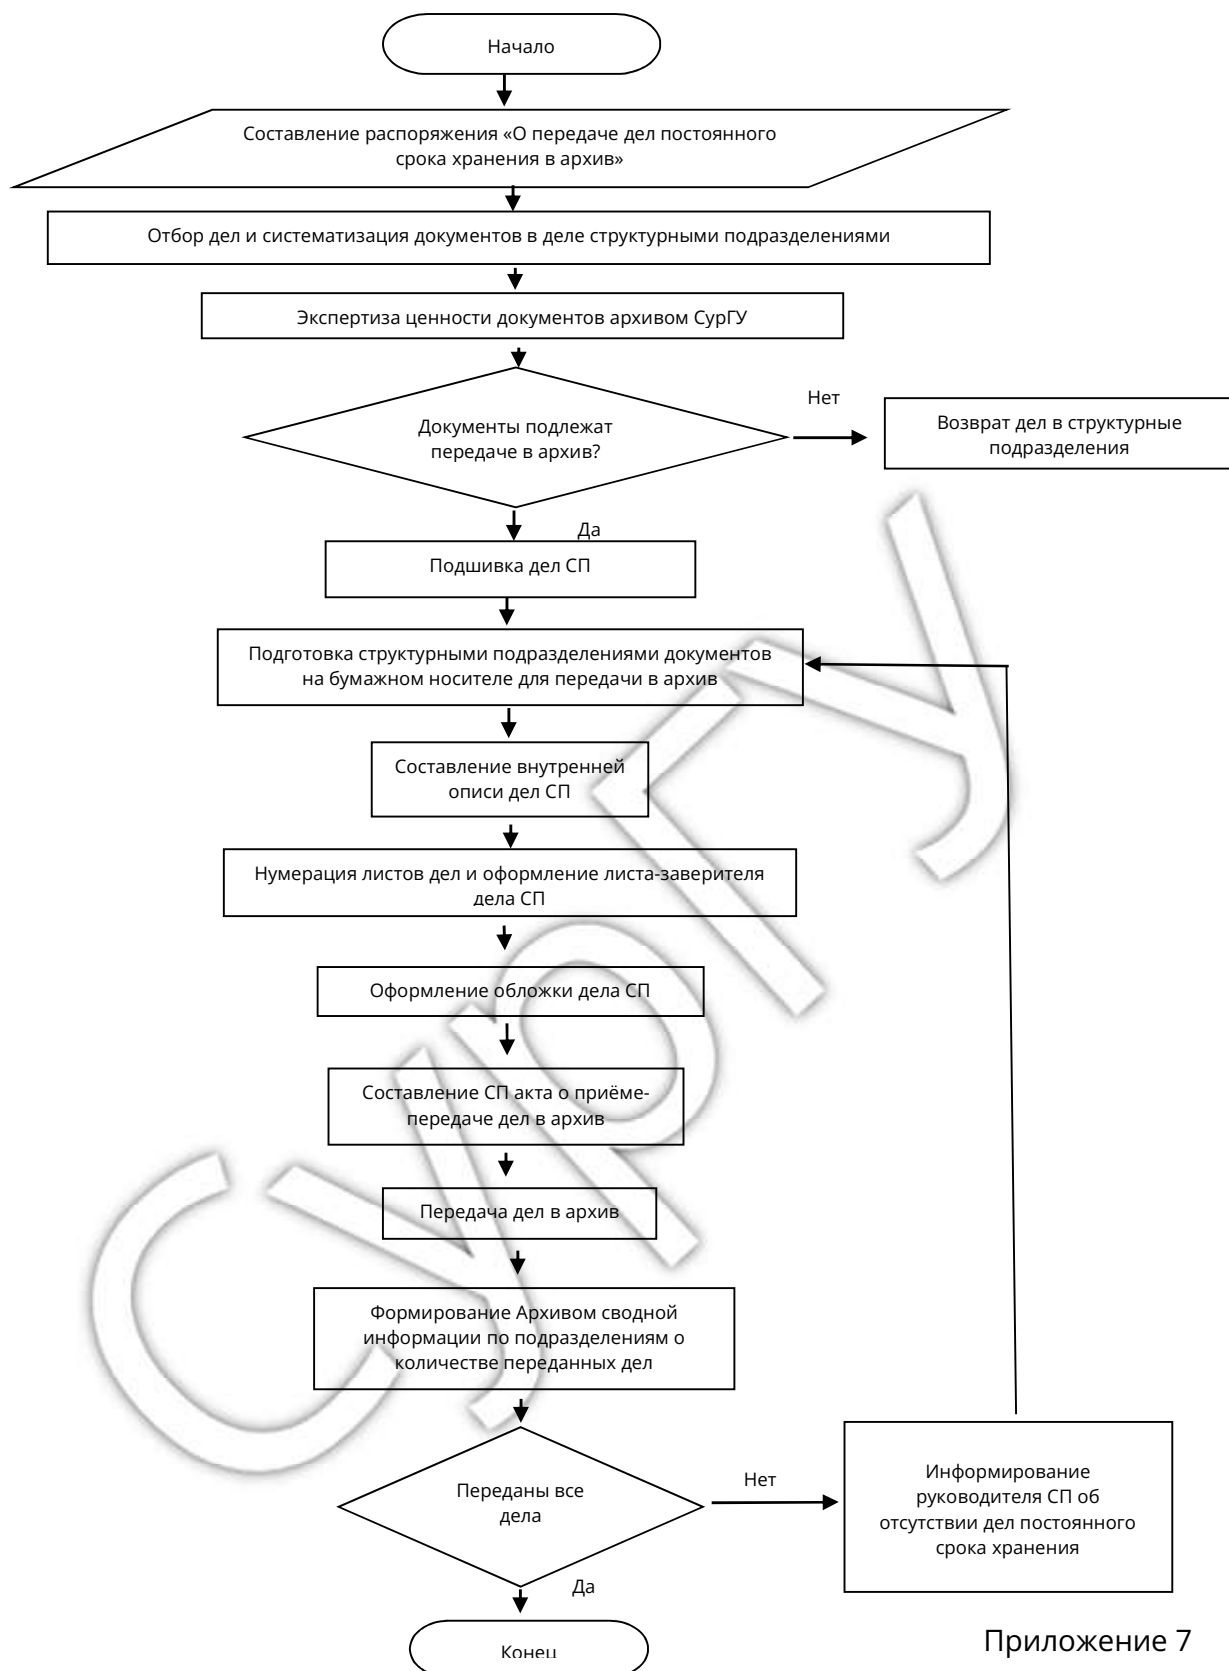 Начало
Составление распоряжения «О передаче дел постоянного
срока хранения в архив»
Отбор дел и систематизация документов в деле структурными подразделениями
Экспертиза ценности документов архивом СурГУ
Нет
Документы подлежат
передаче в архив?
Возврат дел в структурные
подразделения
Да
Подшивка дел СП
Подготовка структурными подразделениями документов
на бумажном носителе для передачи в архив
Составление внутренней
описи дел СП
Нумерация листов дел и оформление листа-заверителя
дела СП
Оформление обложки дела СП
Составление СП акта о приёме-
передаче дел в архив
Передача дел в архив
Формирование Архивом сводной
информации по подразделениям о
количестве переданных дел
Переданы все
дела
Нет
Информирование
руководителя СП об
отсутствии дел постоянного
срока хранения
Да
Конец
Приложение 7
СурГУ